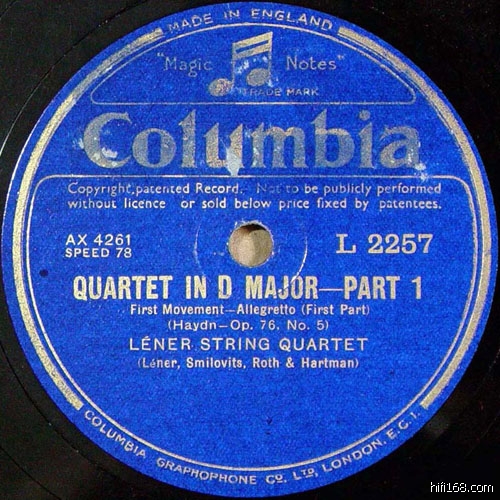 MADE IN ENGLAND
"Magic Notes"
TRADE MARK
Columbia
Copyright, patented Record.- Not to be publicly performed
without licence or sold below price fixed by patentees.
AX 4261
SPEED 78
L 2257
QUARTET IN D MAJOR—PART 1
First Movement—Allegretto (First Part)
(Haydn—Op. 76. No. 5)
LÉNER STRING QUARTET
(Léner, Smilovits, Roth & Hartman)
COLUMBIA GRAPHOPHONE CO. LTD, LONDON. E.C.1.
hifi168.com